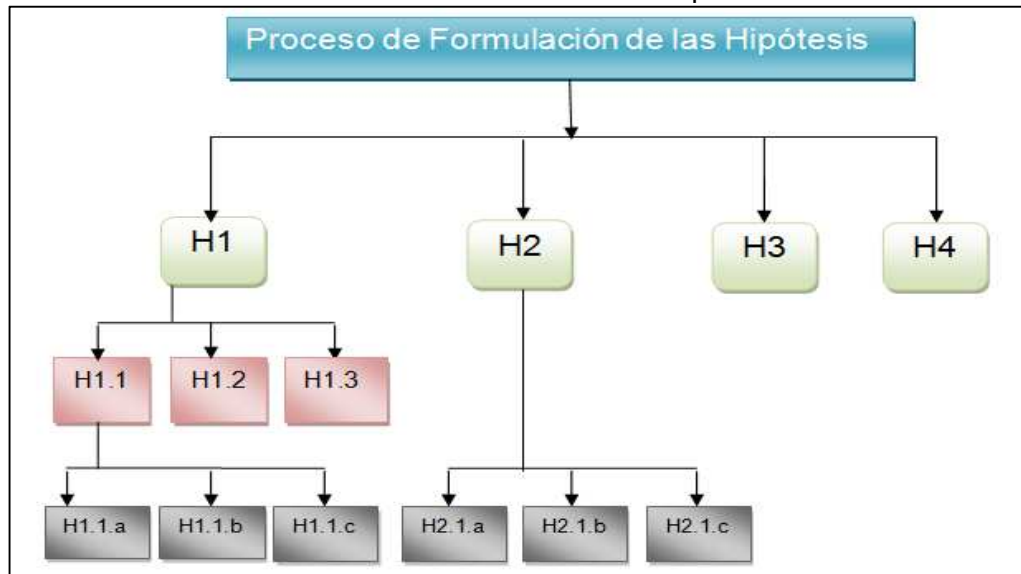 Proceso de Formulación de las Hipótesis
H1
H2
H3
H4
H1.1
H1.2
H1.3
H1.1.a
H1.1.b
H1.1.c
H2.1.a
H2.1.b
H2.1.c